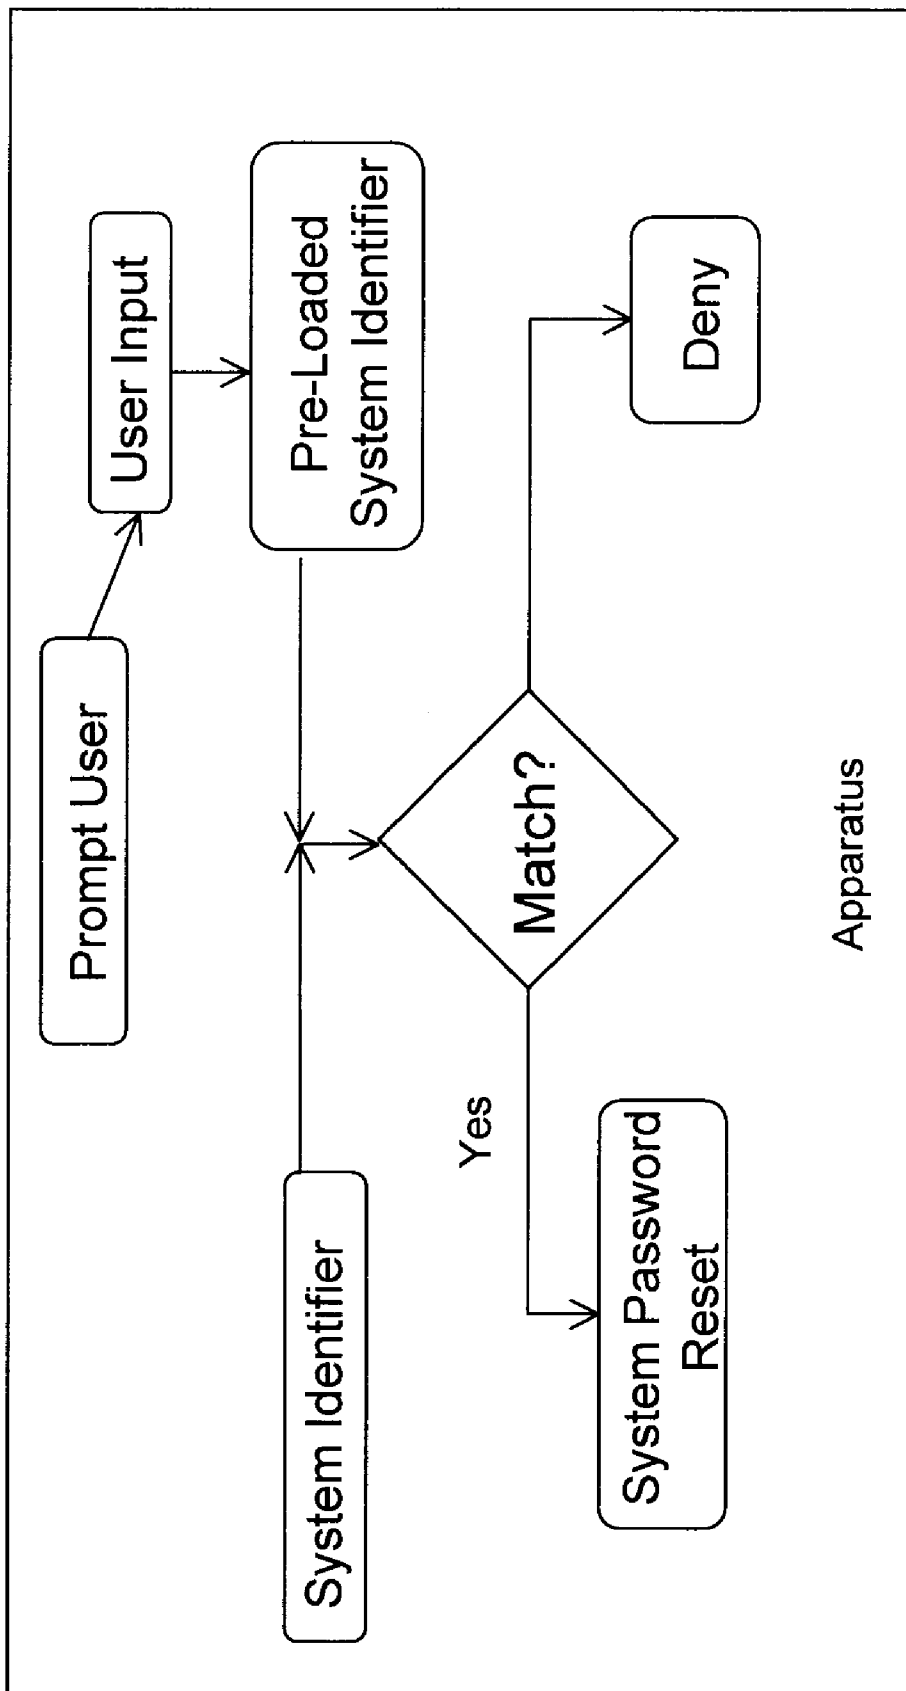 Prompt User
User Input
System Identifier
Pre-Loaded
System Identifier
Match?
Yes
System Password
Reset
Deny
Apparatus